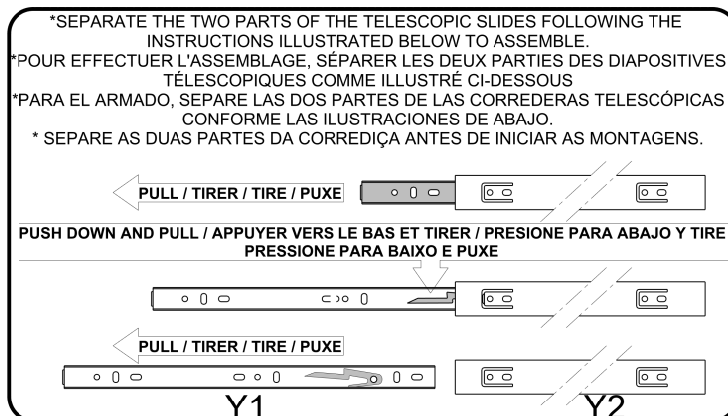 *SEPARATE THE TWO PARTS OF THE TELESCOPIC SLIDES FOLLOWING THE
INSTRUCTIONS ILLUSTRATED BELOW TO ASSEMBLE.
*POUR EFFECTUER L'ASSEMBLAGE, SÉPARER LES DEUX PARTIES DES DIAPOSITIVES
TÉLESCOPIQUES COMME ILLUSTRÉ CI-DESSOUS
*PARA EL ARMADO, SEPARE LAS DOS PARTES DE LAS CORREDERAS TELESCÓPICAS
CONFORME LAS ILUSTRACIONES DE ABAJO.
* SEPARE AS DUAS PARTES DA CORREDIÇA ANTES DE INICIAR AS MONTAGENS.
PULL / TIRER / TIRE / PUXE
PUSH DOWN AND PULL / APPUYER VERS LE BAS ET TIRER / PRESIONE PARA ABAJO Y TIRE
PRESSIONE PARA BAIXO E PUXE
PULL / TIRER / TIRE / PUXE
Y1 Y2